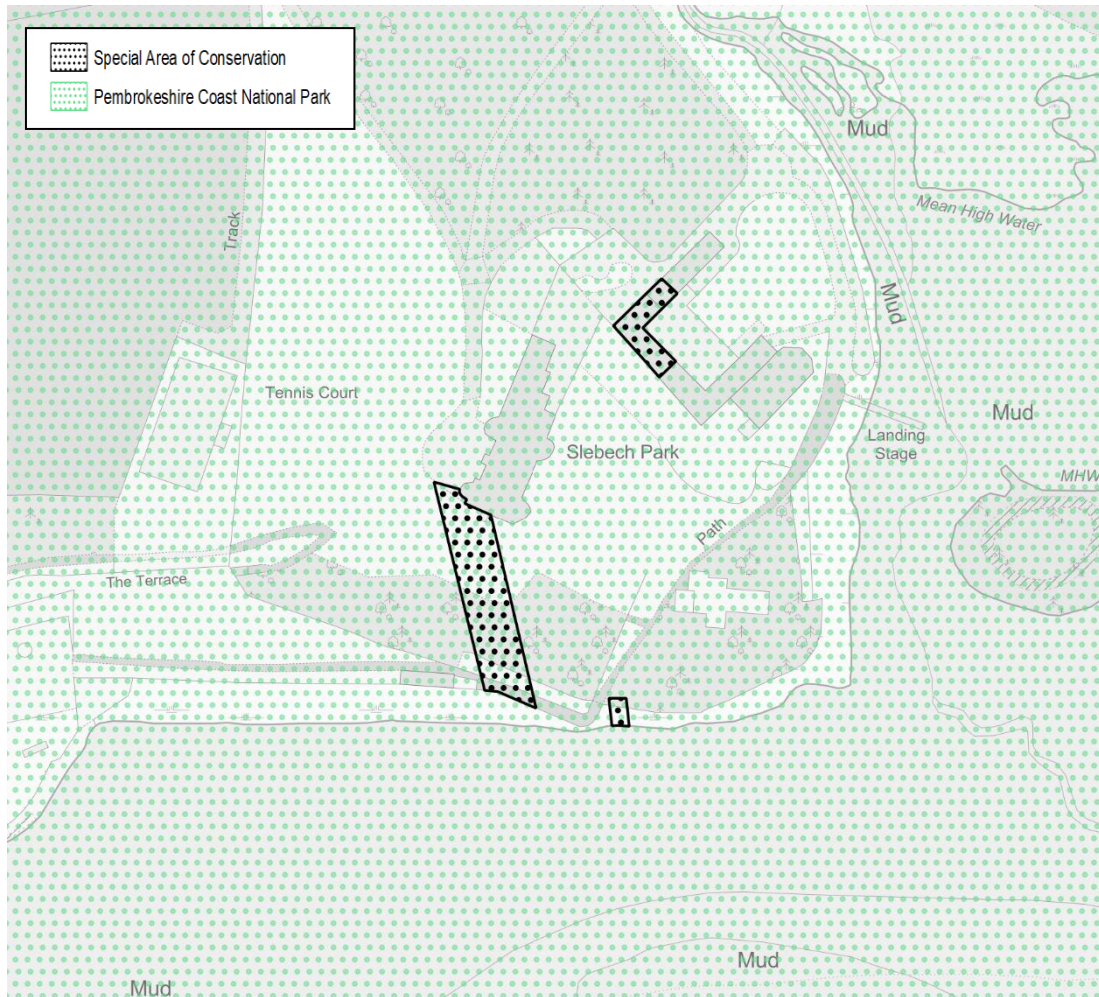 Special Area of Conservation
Pembrokeshire Coast National Park
Mud
Mean High Water
Track
Mud
Tennis Court
Mud
Landing
Stage
Slebech Park
MHW
Path
The Terrace
Mud
Mud